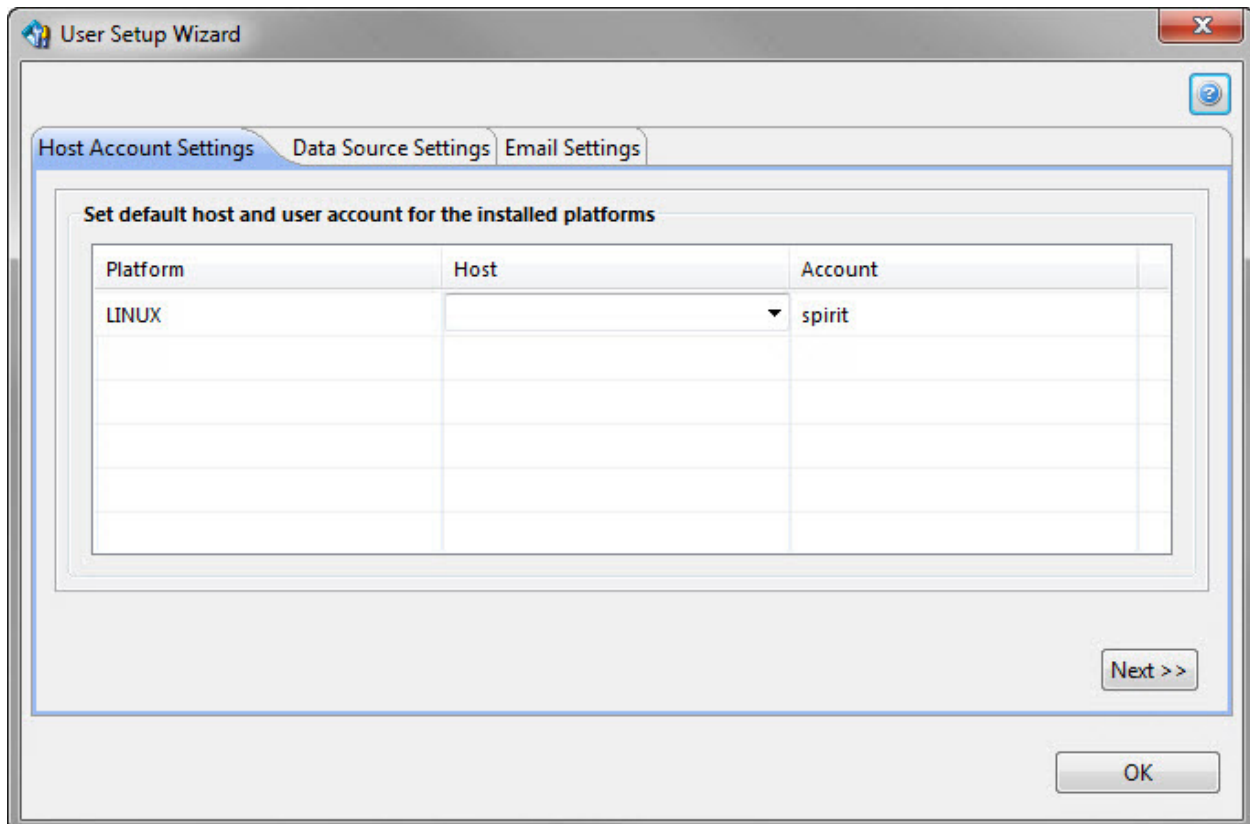 User Setup Wizard
Host Account Settings Data Source Settings Email Settings
Set default host and user account for the installed platforms
Platform Host Account
LINUX spirit
Next >>
OK